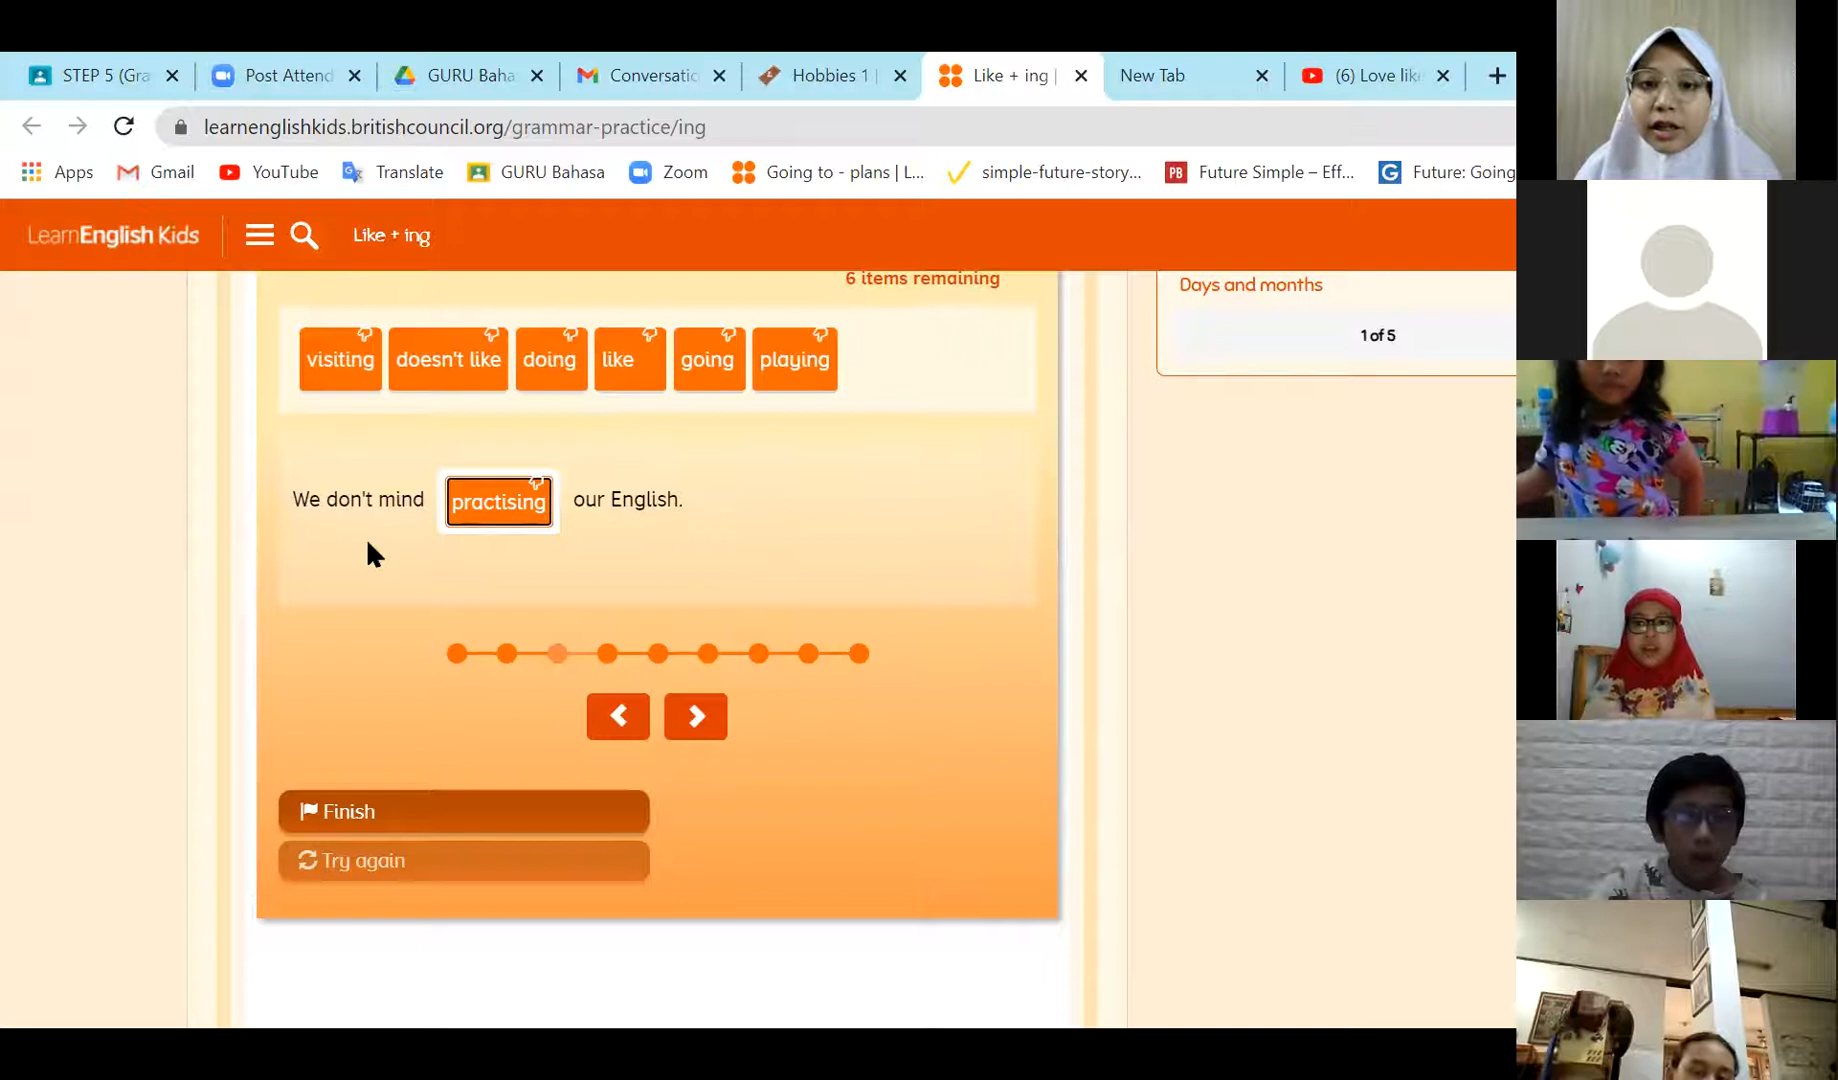 STEP 5 (Gra
Post Attend
GURU Baha
Conversatio
Hobbies 1 |
Like + ing |
New Tab
(6) Love lik
learnenglishkids.britishcouncil.org/grammar-practice/ing
Apps
Gmail
YouTube
Translate
GURU Bahasa
Zoom
Going to - plans | L...
simple-future-story...
PB
Future Simple – Eff...
G
Future: Going
LearnEnglish Kids
Like + ing
6 items remaining
Days and months
1 of 5
visiting
doesn't like
doing
like
going
playing
We don't mind practising our English.
Finish
Try again